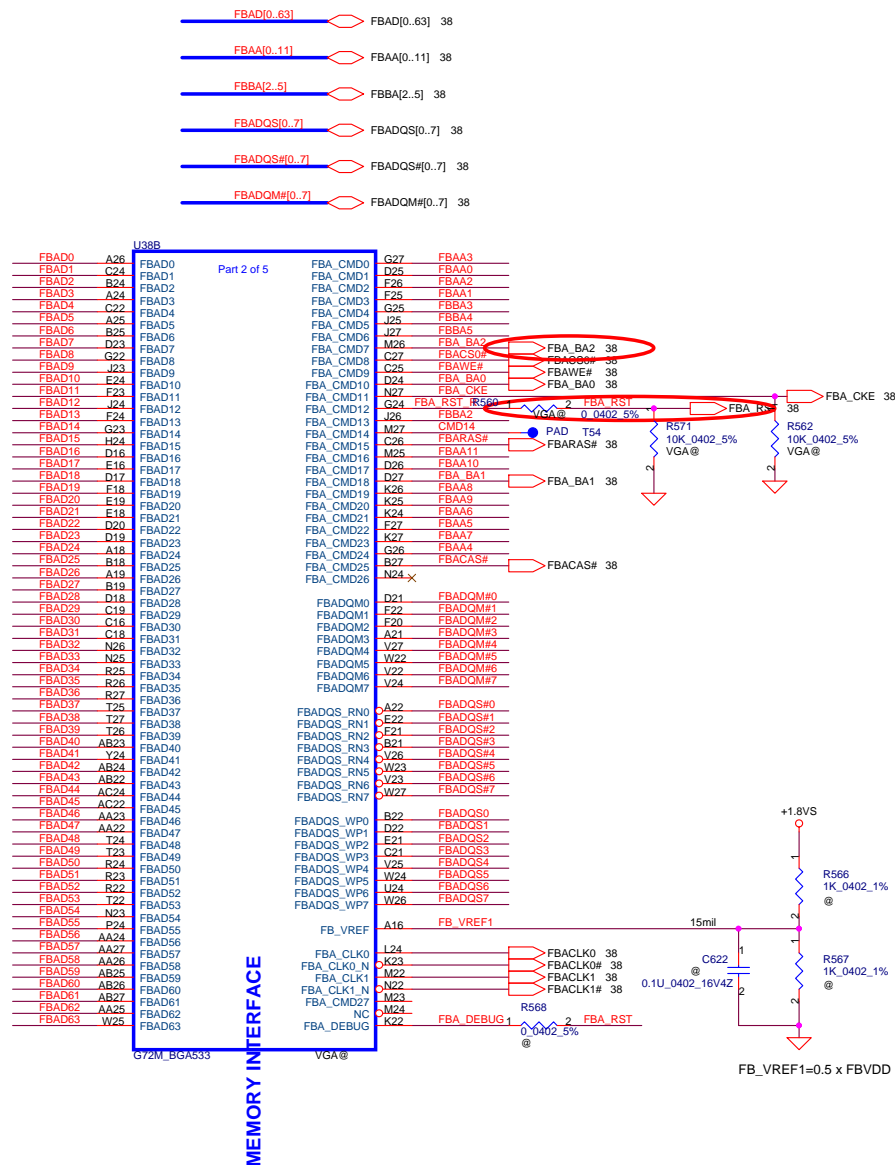 FBAD[0..63] FBAD[0..63] 38
FBAA[0..11] FBAA[0..11] 38
FBBA[2..5] FBBA[2..5] 38
FBADQS[0..7] FBADQS[0..7] 38
FBADQS#[0..7] FBADQS#[0..7] 38
FBADQM#[0..7] FBADQM#[0..7] 38
U38B
Part 2 of 5
FBAD0 A26 FBAD0 FBA_CMD0 G27 FBAA3
FBAD1 C24 FBAD1 FBA_CMD1 D25 FBAA0
FBAD2 B24 FBAD2 FBA_CMD2 F26 FBAA2
FBAD3 A24 FBAD3 FBA_CMD3 F25 FBAA1
FBAD4 C22 FBAD4 FBA_CMD4 G25 FBBA3
FBAD5 A25 FBAD5 FBA_CMD5 J25 FBBA4
FBAD6 B25 FBAD6 FBA_CMD6 J27 FBBA5
FBAD7 D23 FBAD7 FBA_CMD7 M26 FBA_BA2 FBA_BA2 38
FBAD8 G22 FBAD8 FBA_CMD8 C27 FBACS0# FBACS0# 38
FBAD9 J23 FBAD9 FBA_CMD9 C25 FBAWE# FBAWE# 38
FBAD10 E24 FBAD10 FBA_CMD10 D24 FBA_BA0 FBA_BA0 38
FBAD11 F23 FBAD11 FBA_CMD11 N27 FBA_CKE FBA_CKE 38
FBAD12 J24 FBAD12 FBA_CMD12 G24 FBA_RST_R R560 1 2 VGA@ 0_0402_5% FBA_RST FBA_RST 38
FBAD13 F24 FBAD13 FBA_CMD13 J26 FBBA2
FBAD14 G23 FBAD14 FBA_CMD14 M27 CMD14 PAD T54
FBAD15 H24 FBAD15 FBA_CMD15 C26 FBARAS# FBARAS# 38
FBAD16 D16 FBAD16 FBA_CMD16 M25 FBAA11
FBAD17 E16 FBAD17 FBA_CMD17 D26 FBAA10
FBAD18 D17 FBAD18 FBA_CMD18 D27 FBA_BA1 FBA_BA1 38
FBAD19 F18 FBAD19 FBA_CMD19 K26 FBAA8
FBAD20 E19 FBAD20 FBA_CMD20 K25 FBAA9
FBAD21 E18 FBAD21 FBA_CMD21 K24 FBAA6
FBAD22 D20 FBAD22 FBA_CMD22 F27 FBAA5
FBAD23 D19 FBAD23 FBA_CMD23 K27 FBAA7
FBAD24 A18 FBAD24 FBA_CMD24 G26 FBAA4
FBAD25 B18 FBAD25 FBA_CMD25 B27 FBACAS# FBACAS# 38
FBAD26 A19 FBAD26 FBA_CMD26 N24
FBAD27 B19 FBAD27
FBAD28 D18 FBAD28 FBADQM0 D21 FBADQM#0
FBAD29 C19 FBAD29 FBADQM1 F22 FBADQM#1
FBAD30 C16 FBAD30 FBADQM2 F20 FBADQM#2
FBAD31 C18 FBAD31 FBADQM3 A21 FBADQM#3
FBAD32 N26 FBAD32 FBADQM4 V27 FBADQM#4
FBAD33 N25 FBAD33 FBADQM5 W22 FBADQM#5
FBAD34 R25 FBAD34 FBADQM6 V22 FBADQM#6
FBAD35 R26 FBAD35 FBADQM7 V24 FBADQM#7
FBAD36 R27 FBAD36
FBAD37 T25 FBAD37 FBADQS_RN0 A22 FBADQS#0
FBAD38 T27 FBAD38 FBADQS_RN1 E22 FBADQS#1
FBAD39 T26 FBAD39 FBADQS_RN2 F21 FBADQS#2
FBAD40 AB23 FBAD40 FBADQS_RN3 B21 FBADQS#3
FBAD41 Y24 FBAD41 FBADQS_RN4 V26 FBADQS#4
FBAD42 AB24 FBAD42 FBADQS_RN5 W23 FBADQS#5
FBAD43 AB22 FBAD43 FBADQS_RN6 V23 FBADQS#6
FBAD44 AC24 FBAD44 FBADQS_RN7 W27 FBADQS#7
FBAD45 AC22 FBAD45
FBAD46 AA23 FBAD46 FBADQS_WP0 B22 FBADQS0
FBAD47 AA22 FBAD47 FBADQS_WP1 D22 FBADQS1
FBAD48 T24 FBAD48 FBADQS_WP2 E21 FBADQS2
FBAD49 T23 FBAD49 FBADQS_WP3 C21 FBADQS3
FBAD50 R24 FBAD50 FBADQS_WP4 V25 FBADQS4
FBAD51 R23 FBAD51 FBADQS_WP5 W24 FBADQS5
FBAD52 R22 FBAD52 FBADQS_WP6 U24 FBADQS6
FBAD53 T22 FBAD53 FBADQS_WP7 W26 FBADQS7
FBAD54 N23 FBAD54
FBAD55 P24 FBAD55 FB_VREF A16 FB_VREF1 15mil
FBAD56 AA24 FBAD56
FBAD57 AA27 FBAD57 FBA_CLK0 L24 FBACLK0 38
FBAD58 AA26 FBAD58 FBA_CLK0_N K23 FBACLK0# 38
FBAD59 AB25 FBAD59 FBA_CLK1 M22 FBACLK1 38
FBAD60 AB26 FBAD60 FBA_CLK1_N N22 FBACLK1# 38
FBAD61 AB27 FBAD61 FBA_CMD27 M23
FBAD62 AA25 FBAD62 NC M24
FBAD63 W25 FBAD63 FBA_DEBUG K22 FBA_DEBUG 1 2 FBA_RST
R568
0_0402_5%
@
G72M_BGA533 VGA@
MEMORY INTERFACE
1
R571
10K_0402_5%
VGA@
2
1
R562
10K_0402_5%
VGA@
2
+1.8VS
1
R566
1K_0402_1%
@
2
1
R567
1K_0402_1%
@
2
C622
1
@
0.1U_0402_16V4Z
2
FB_VREF1=0.5 x FBVDD